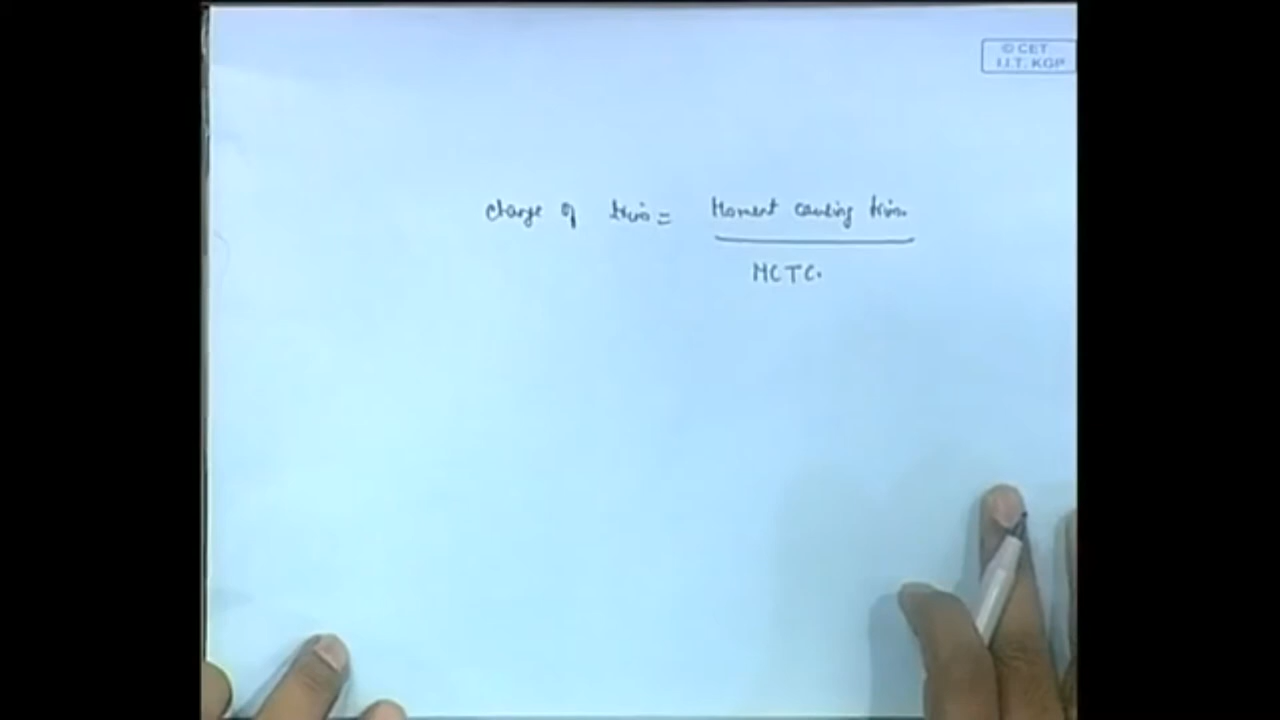 © CET
I.I.T. KGP
change of trim = Moment causing trim
MCTC.